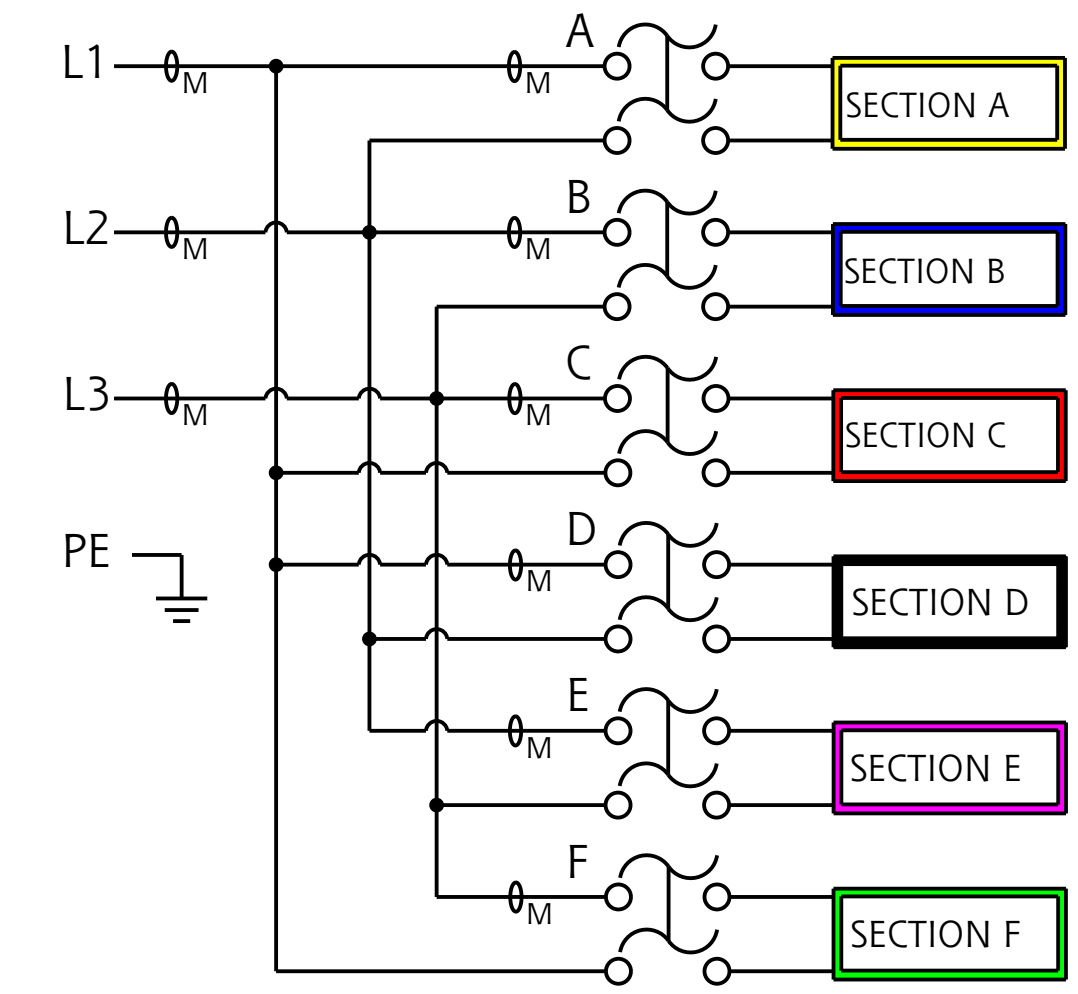 A
L1 M M
SECTION A
B
L2 M M
SECTION B
C
L3 M M
SECTION C
D
PE
M
SECTION D
E
M
SECTION E
F
M
SECTION F